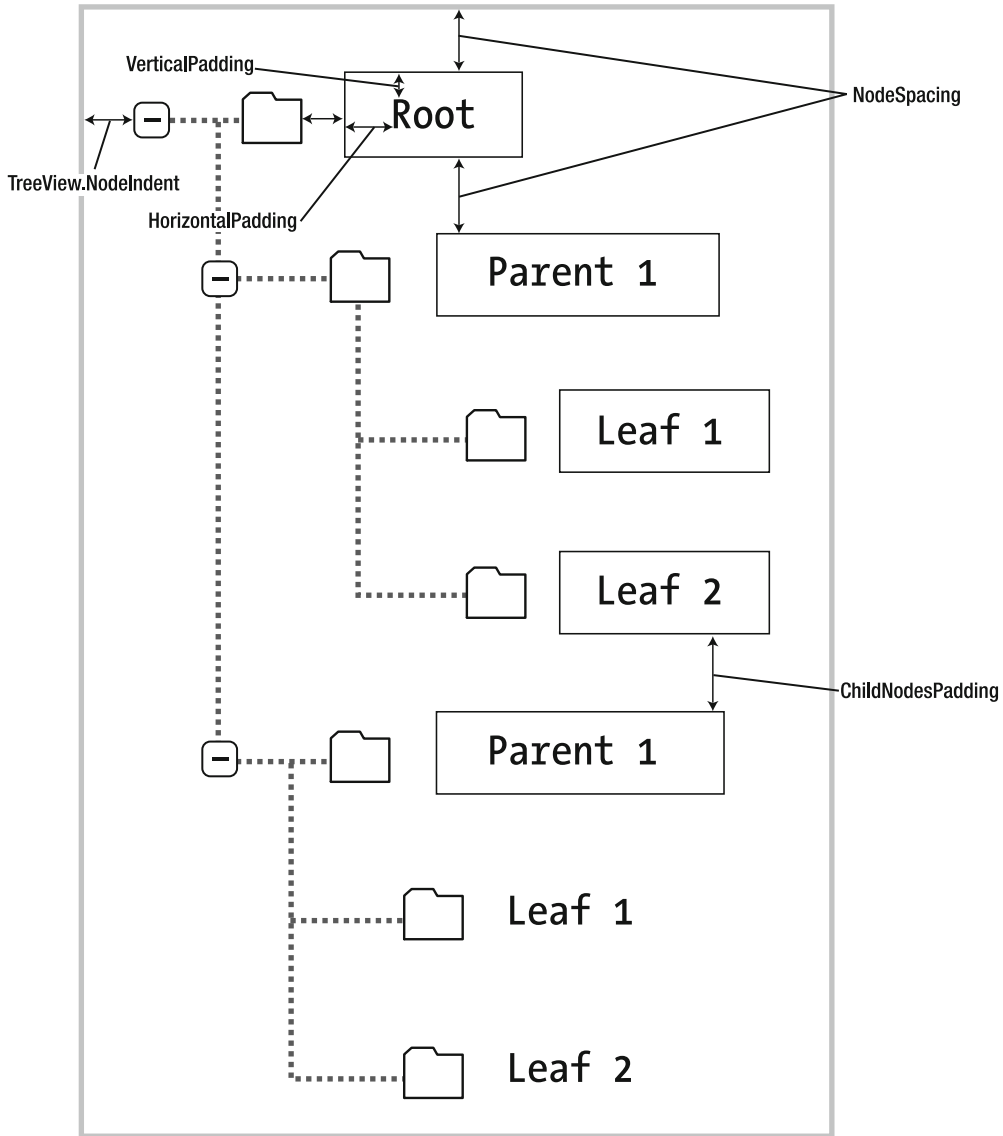 VerticalPadding
NodeSpacing
Root
TreeView.NodeIndent
HorizontalPadding
Parent 1
Leaf 1
Leaf 2
ChildNodesPadding
Parent 1
Leaf 1
Leaf 2